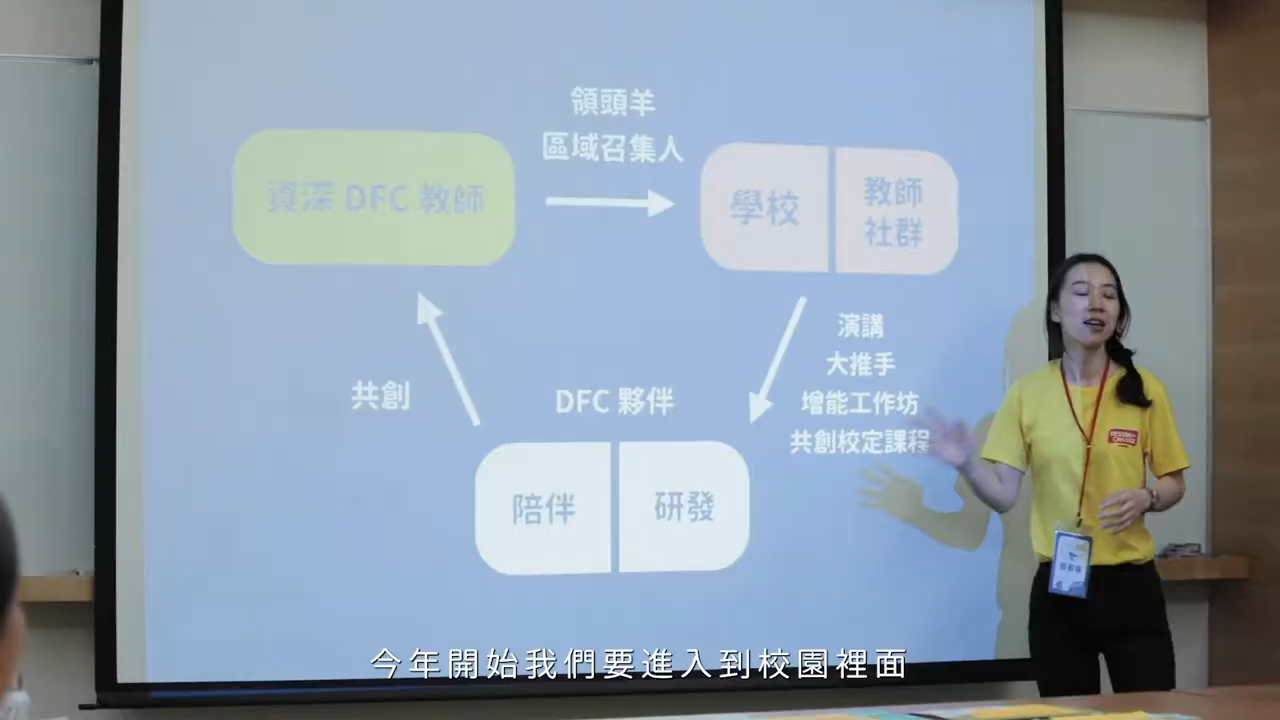 領頭羊
區域召集人
資深 DFC 教師
學校
教師
社群
演講
大推手
增能工作坊
共創校定課程
共創
DFC 夥伴
陪伴
研發
DESIGN FOR
CHANGE
今年開始我們要進入到校園裡面